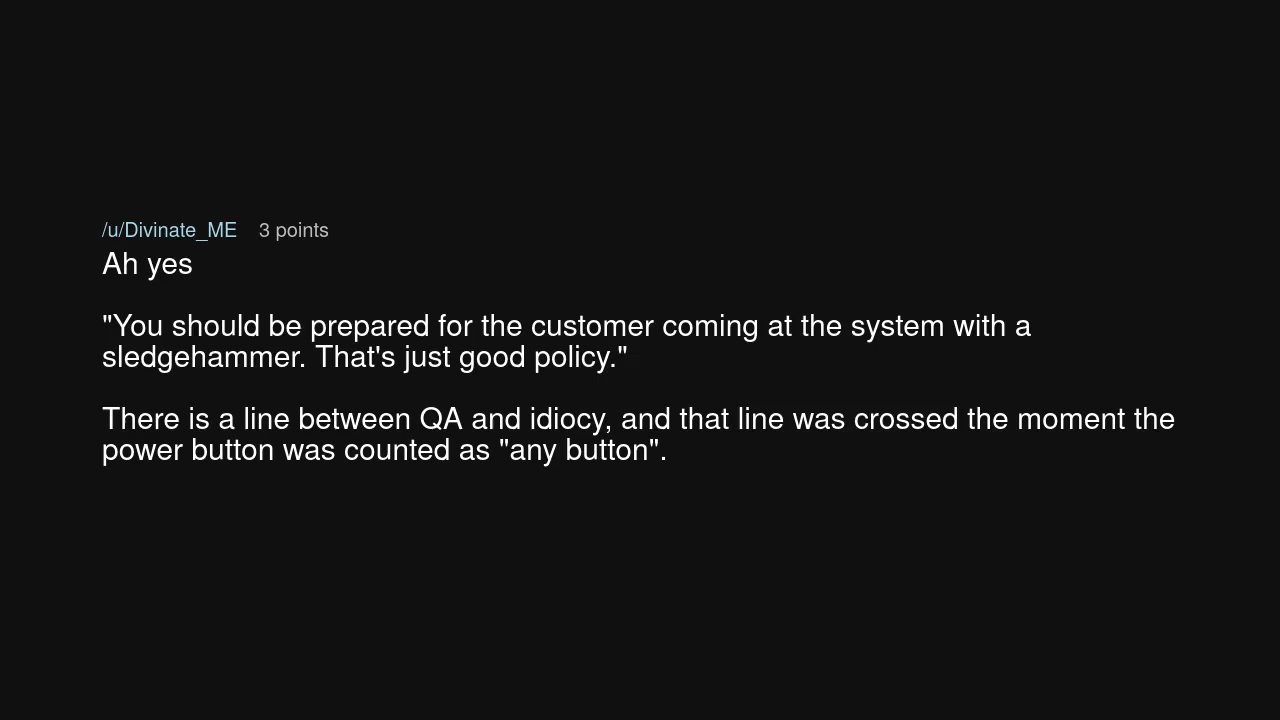 /u/Divinate_ME 3 points
Ah yes
"You should be prepared for the customer coming at the system with a
sledgehammer. That's just good policy."
There is a line between QA and idiocy, and that line was crossed the moment the
power button was counted as "any button".